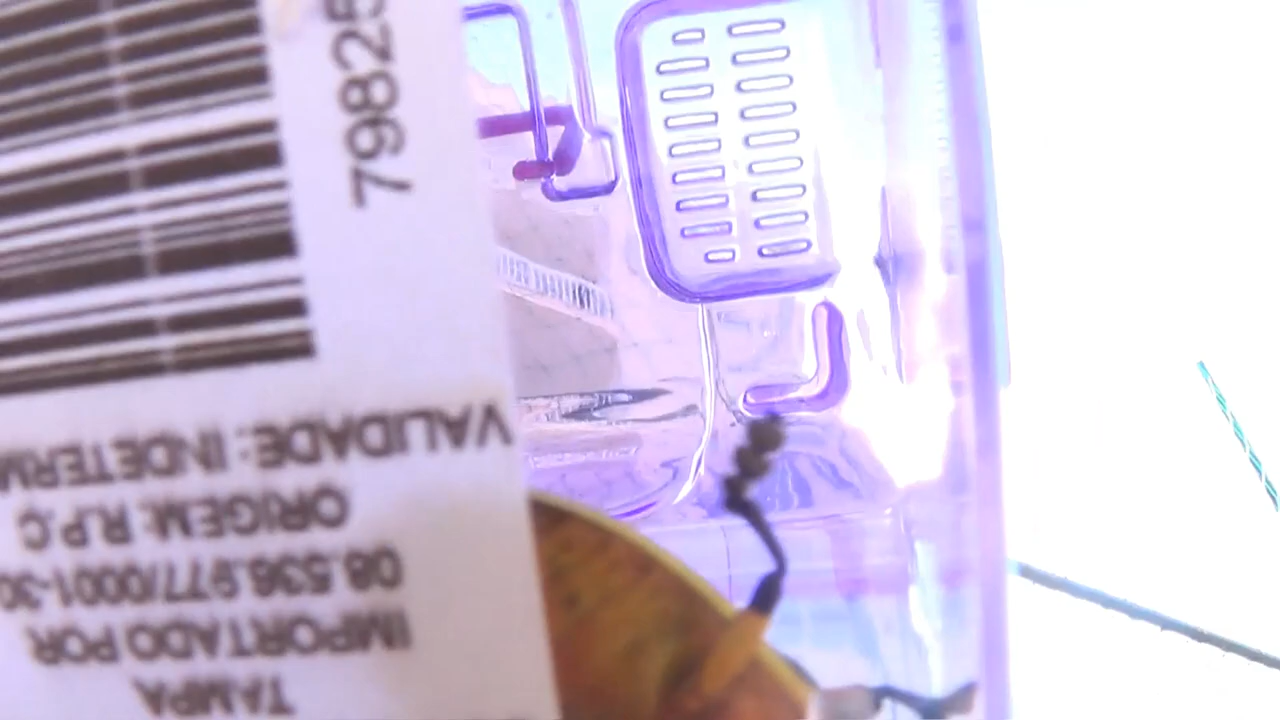 TAMPA
IMPORTADO POR
08.536.977/0001-30
ORIGEM: R.P.C
VALIDADE: INDETERM
79825